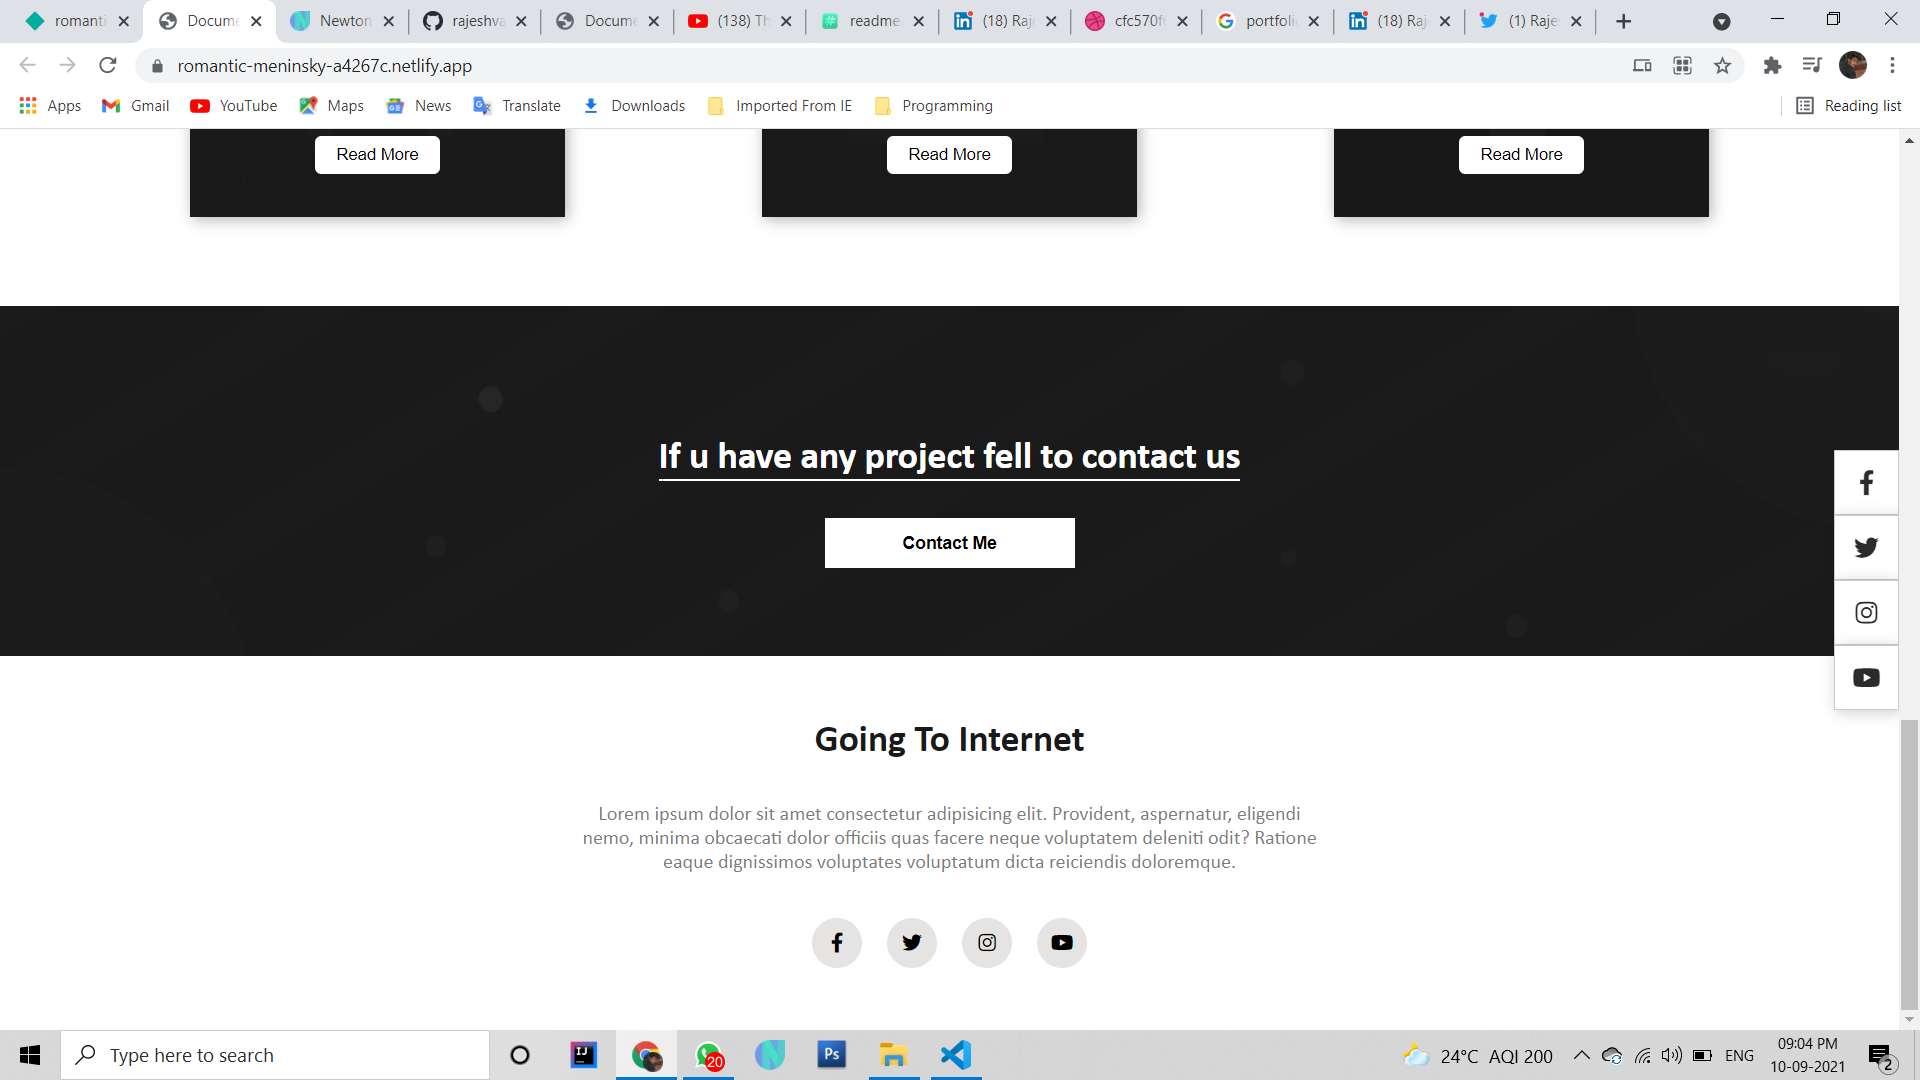 romanti
Docume
Newton
rajeshva
Docume
(138) Th
readme.
(18) Raje
cfc570f6
portfoli
(18) Raje
(1) Raje
romantic-meninsky-a4267c.netlify.app
Apps Gmail YouTube Maps News Translate Downloads Imported From IE Programming Reading list
Read More Read More Read More
If u have any project fell to contact us
Contact Me
Going To Internet
Lorem ipsum dolor sit amet consectetur adipisicing elit. Provident, aspernatur, eligendi
nemo, minima obcaecati dolor officiis quas facere neque voluptatem deleniti odit? Ratione
eaque dignissimos voluptates voluptatum dicta reiciendis doloremque.
Type here to search
IJ
20
Ps
24°C AQI 200
ENG
09:04 PM
10-09-2021
2